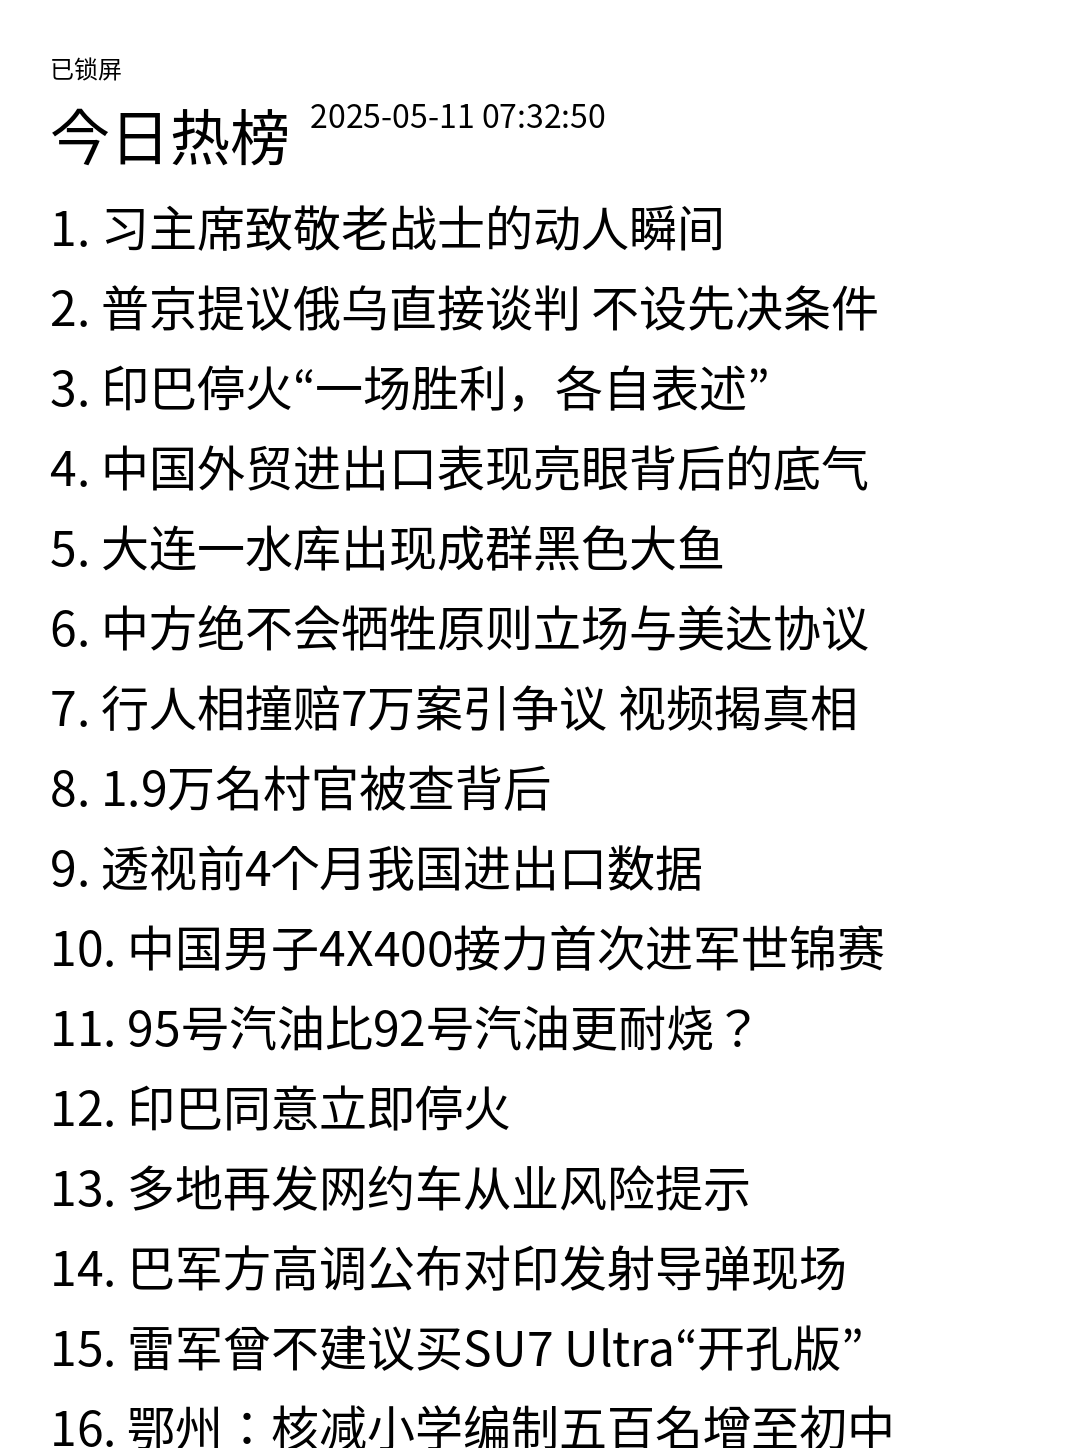 已锁屏
今日热榜 2025-05-11 07:32:50
1. 习主席致敬老战士的动人瞬间
2. 普京提议俄乌直接谈判 不设先决条件
3. 印巴停火“一场胜利，各自表述”
4. 中国外贸进出口表现亮眼背后的底气
5. 大连一水库出现成群黑色大鱼
6. 中方绝不会牺牲原则立场与美达协议
7. 行人相撞赔7万案引争议 视频揭真相
8. 1.9万名村官被查背后
9. 透视前4个月我国进出口数据
10. 中国男子4X400接力首次进军世锦赛
11. 95号汽油比92号汽油更耐烧？
12. 印巴同意立即停火
13. 多地再发网约车从业风险提示
14. 巴军方高调公布对印发射导弹现场
15. 雷军曾不建议买SU7 Ultra“开孔版”
16. 鄂州：核减小学编制五百名增至初中